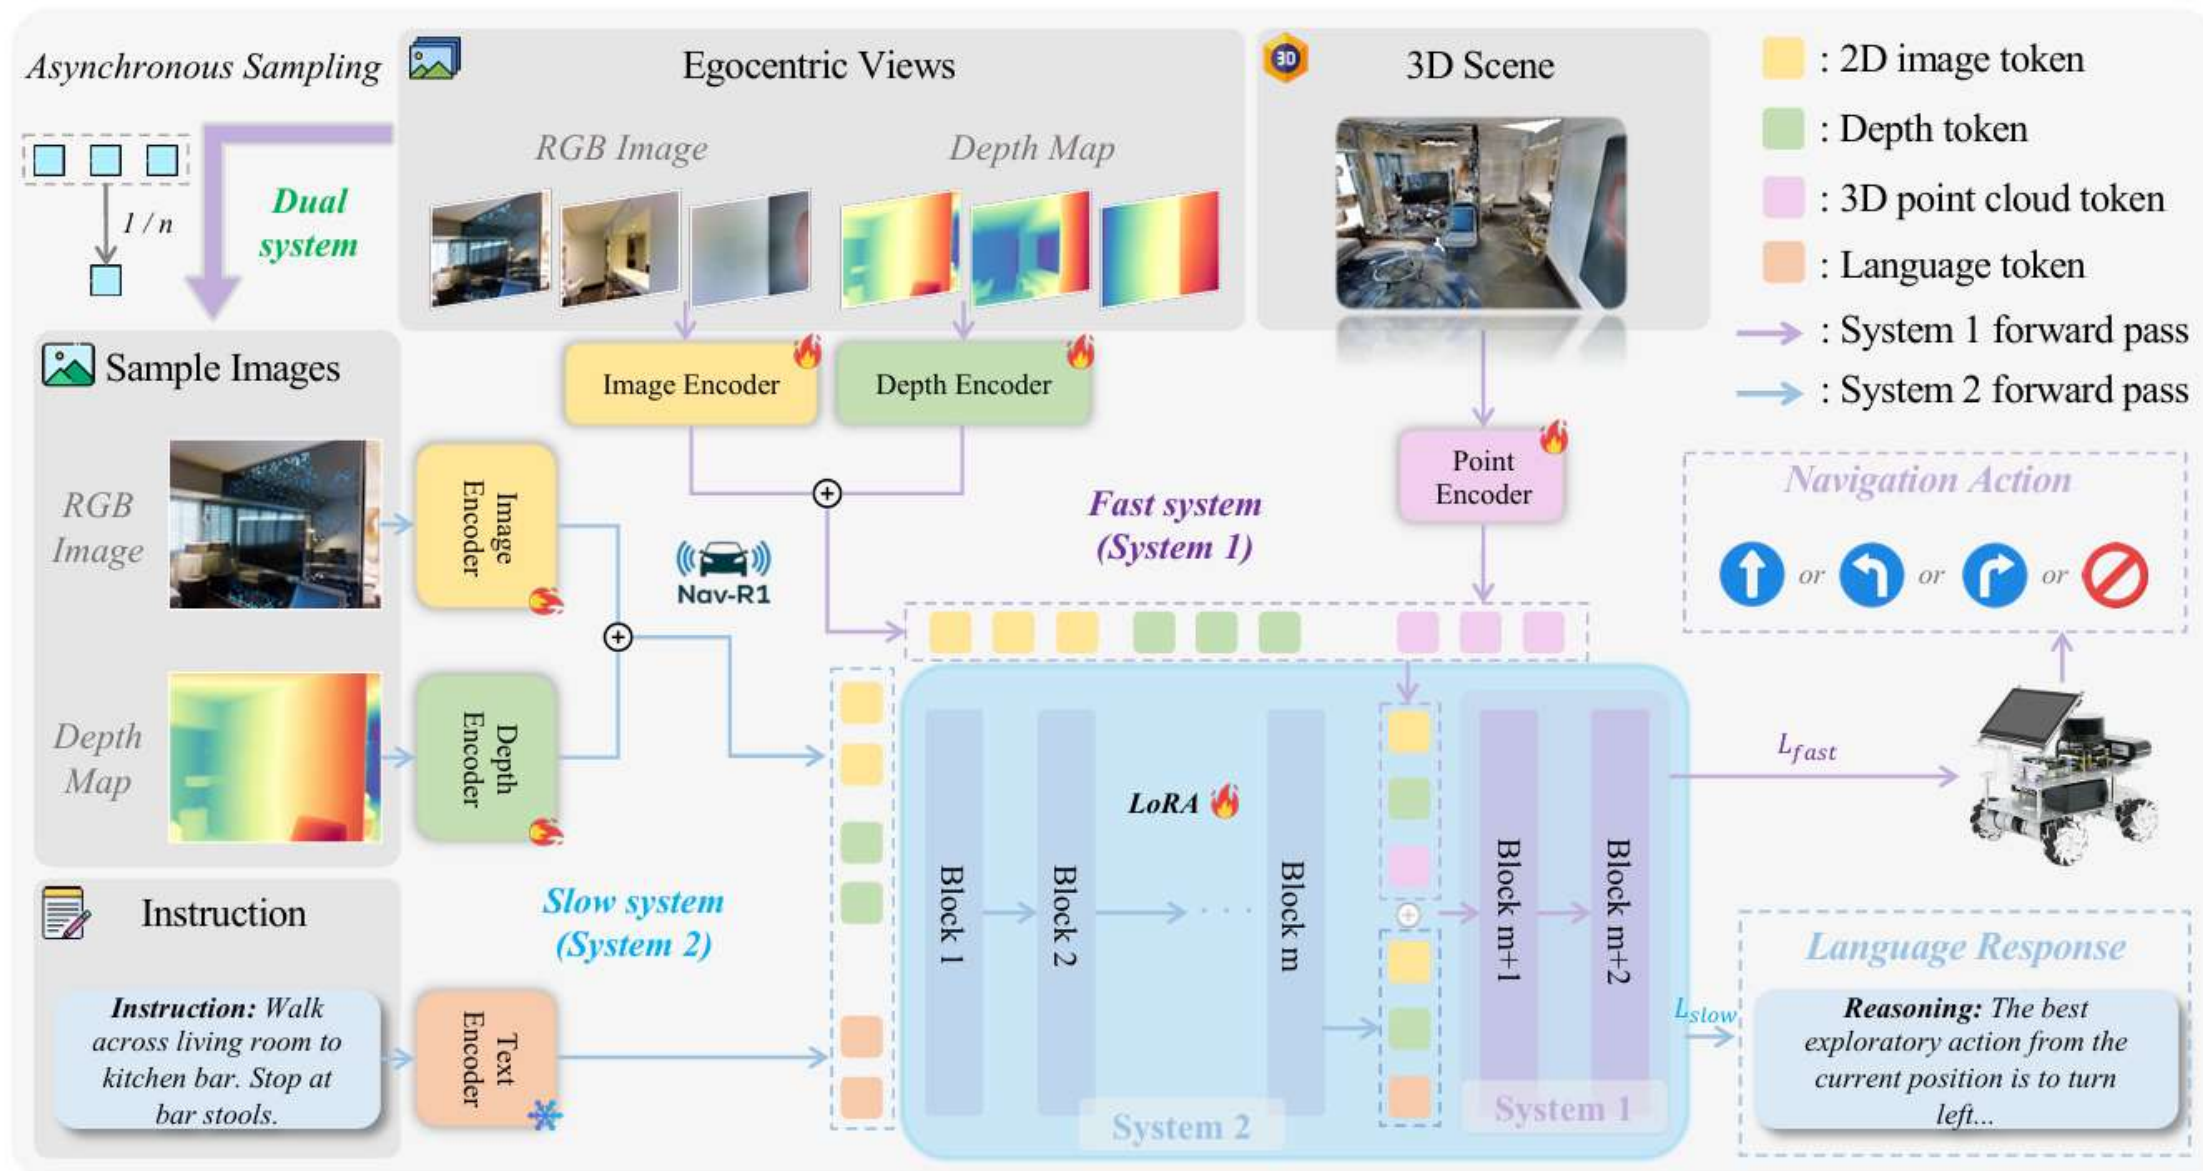 Asynchronous Sampling
1 / n
Dual
system
Egocentric Views
RGB Image
Depth Map
3D
3D Scene
: 2D image token
: Depth token
: 3D point cloud token
: Language token
: System 1 forward pass
: System 2 forward pass
Sample Images
RGB
Image
Depth
Map
Image Encoder
Depth Encoder
Point
Encoder
Image
Encoder
Depth
Encoder
Nav-R1
Fast system
(System 1)
Slow system
(System 2)
Instruction
Instruction: Walk
across living room to
kitchen bar. Stop at
bar stools.
Text
Encoder
Block 1
Block 2
· · ·
Block m
LoRA
Block m+1
Block m+2
System 2
System 1
L_fast
L_slow
Navigation Action
or
or
or
Language Response
Reasoning: The best
exploratory action from the
current position is to turn
left...